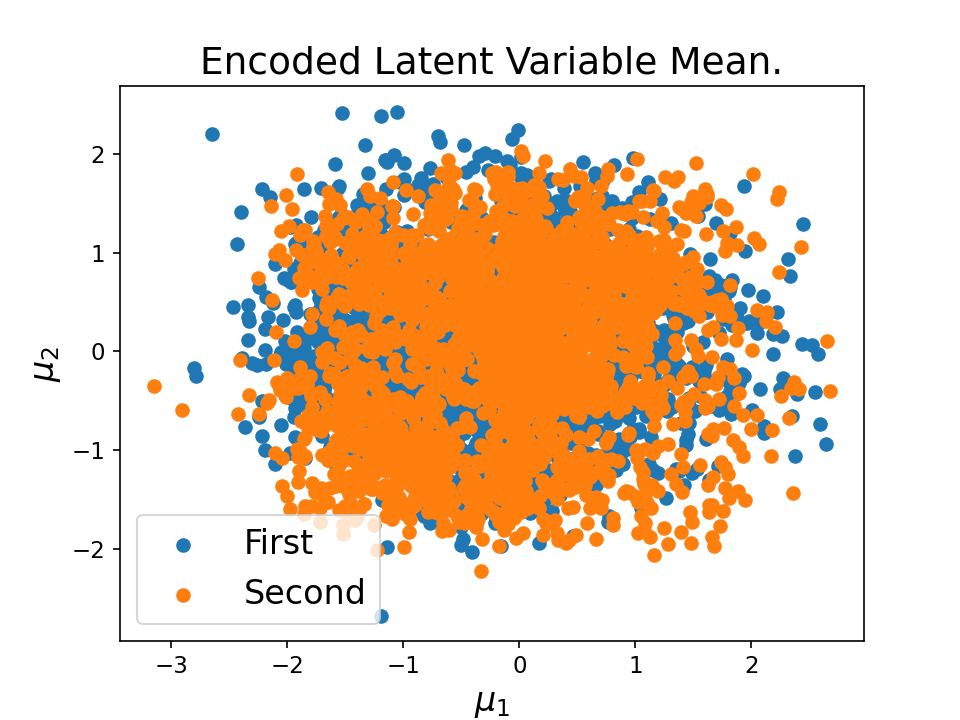 Encoded Latent Variable Mean.
2
1
0
−1
−2
μ₂
First
Second
−3 −2 −1 0 1 2
μ₁